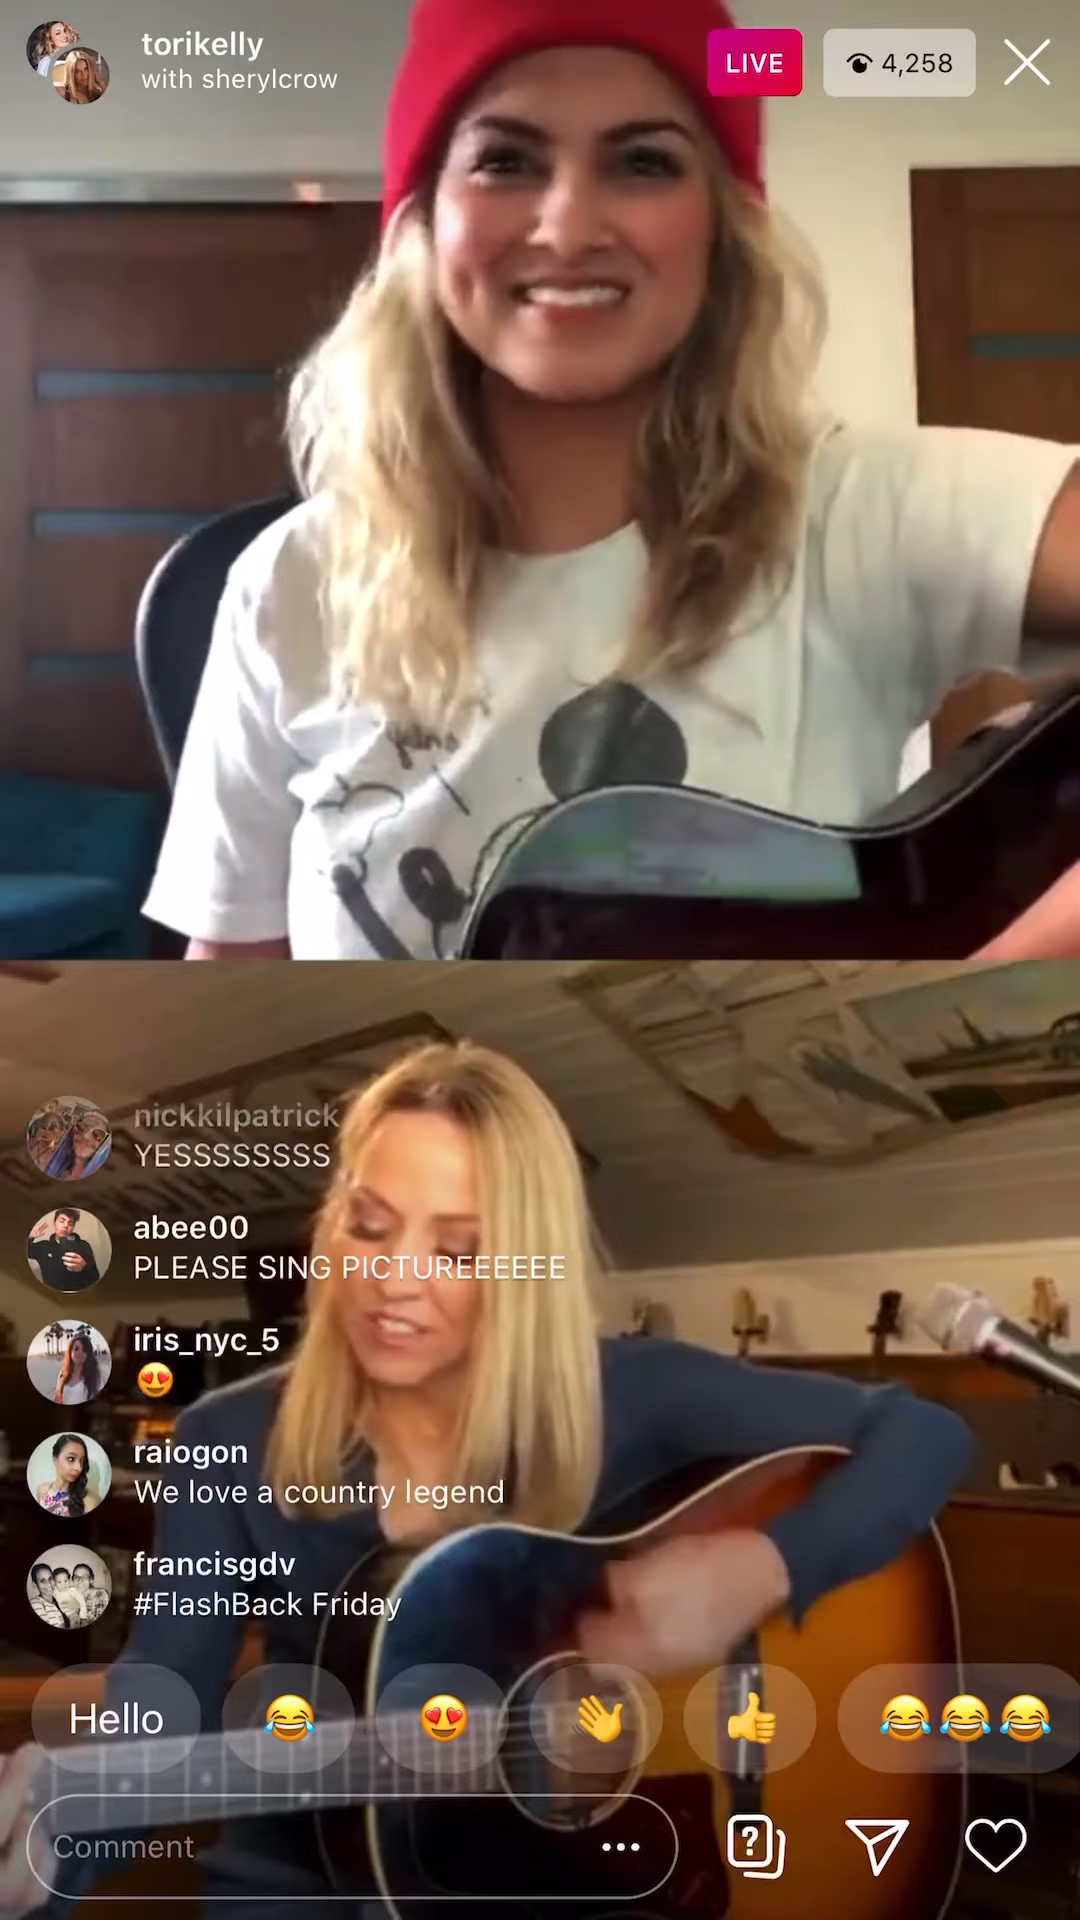 torikelly
with sherylcrow
LIVE
4,258
nickkilpatrick
YESSSSSSSS
abee00
PLEASE SING PICTUREEEEEE
iris_nyc_5
😍
raiogon
We love a country legend
francisgdv
#FlashBack Friday
Hello 😂 😍 👋 👍 😂😂😂
Comment